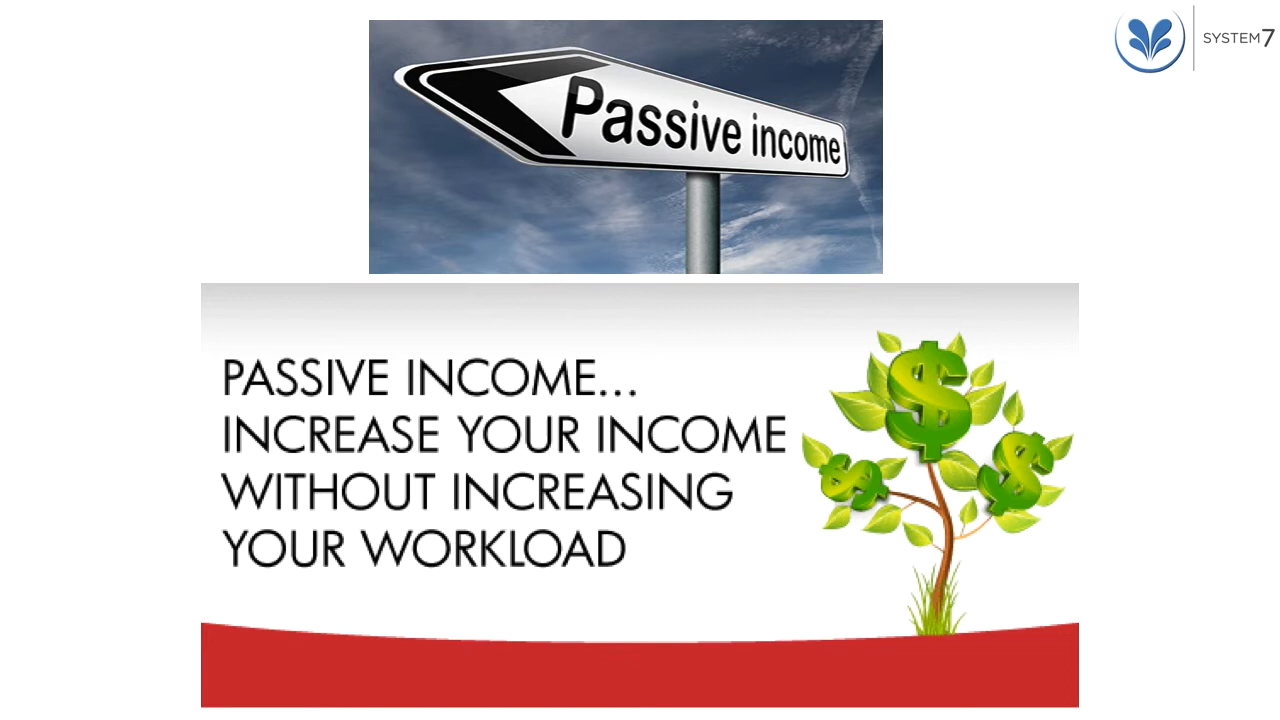 SYSTEM7
Passive income
PASSIVE INCOME...
INCREASE YOUR INCOME
WITHOUT INCREASING
YOUR WORKLOAD